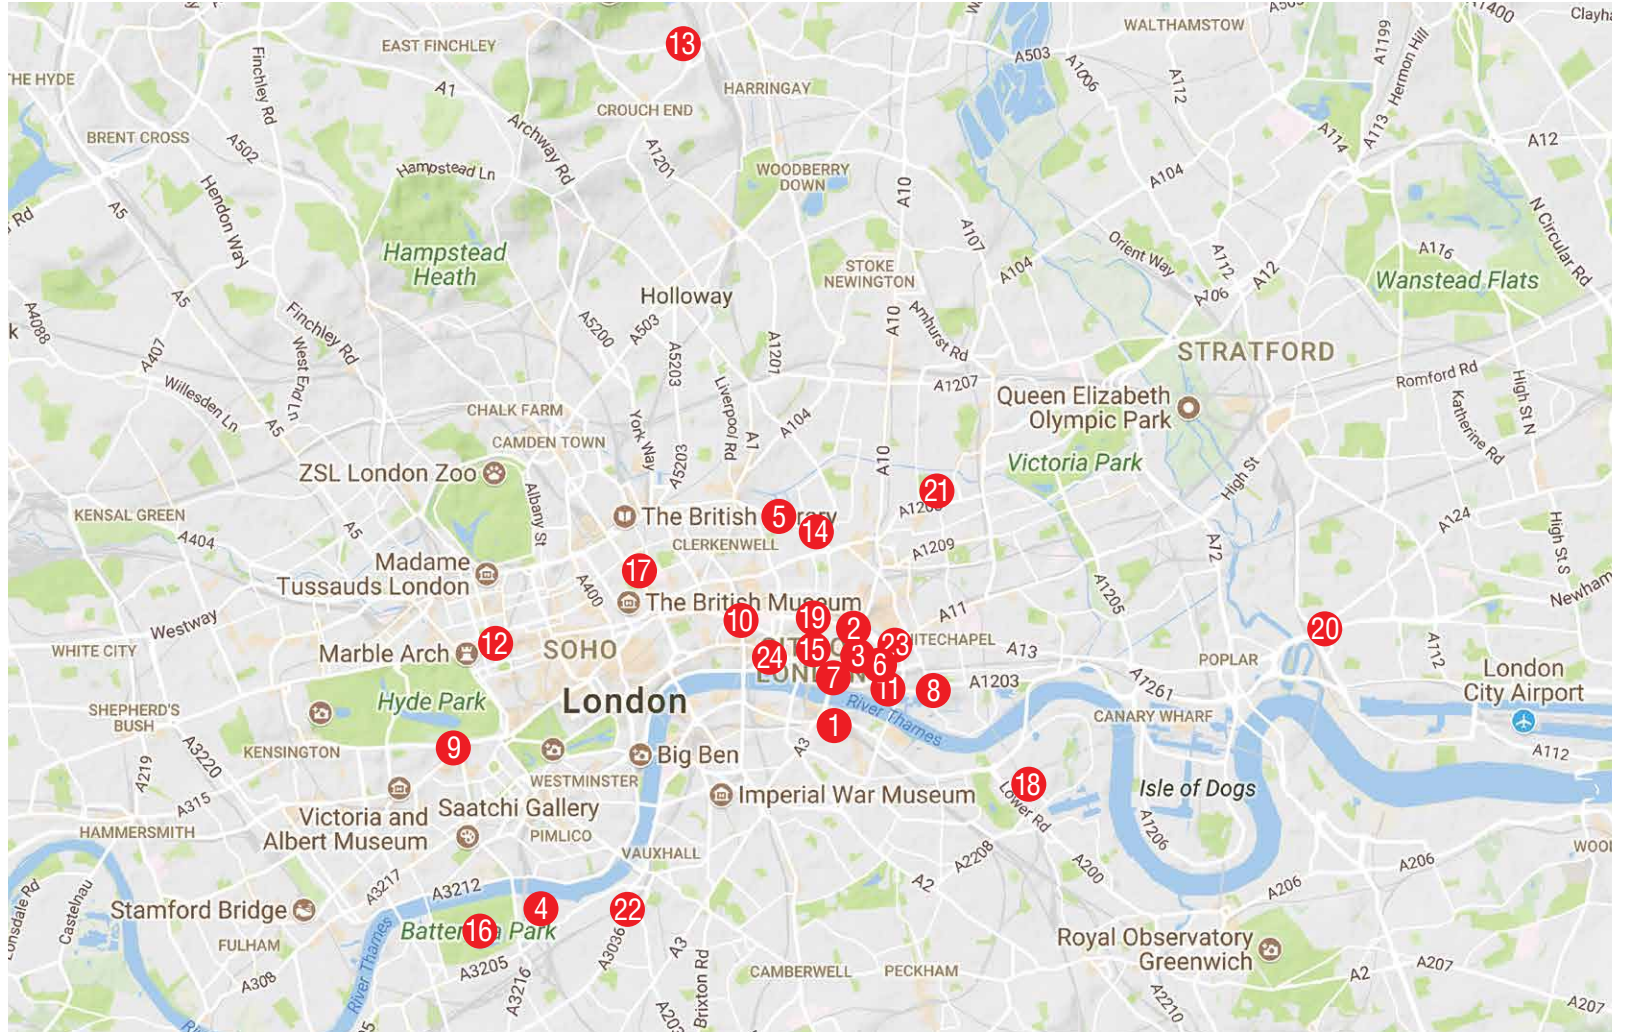 A503
A1400
Clayh
WALTHAMSTOW
EAST FINCHLEY
13
A503
A1199
Hermon Hill
THE HYDE
Finchley Rd
A1
HARRINGAY
A1006
A112
CROUCH END
BRENT CROSS
A502
Archway Rd
A1201
A114
A113
A12
Hampstead Ln
WOODBERRY
DOWN
A104
A10
Rd
A5
Hendon Way
A107
N Circular Rd
Hampstead
Heath
Orient Way
A112
A12
A116
Wanstead Flats
STOKE
NEWINGTON
A104
A106
A5
Holloway
A4088
k
Finchley Rd
A5200
A503
A10
Amhurst Rd
A407
West End Ln
A5203
A1201
STRATFORD
Willesden Ln
Liverpool Rd
A1207
Romford Rd
High St N
Queen Elizabeth
Olympic Park
Katherine Rd
CHALK FARM
A5
York Way
A1
A104
CAMDEN TOWN
A5203
A10
Victoria Park
High St
ZSL London Zoo
Albany St
21
KENSAL GREEN
The British
5
14
A124
High St S
A5
A404
CLERKENWELL
A1209
A12
Madame
Tussauds London
17
A400
A1205
Newham
The British Museum
Westway
10
19
2
A11
20
WHITE CITY
Marble Arch
12
SOHO
15
3
23
A13
24
6
POPLAR
A112
London
City Airport
7
11
8
A1203
A1261
Hyde Park
London
River Thames
SHEPHERD'S
BUSH
1
CANARY WHARF
A3220
KENSINGTON
9
A3
Big Ben
A112
A219
WESTMINSTER
Imperial War Museum
18
Lower Rd
Isle of Dogs
A315
Victoria and
Albert Museum
Saatchi Gallery
HAMMERSMITH
PIMLICO
A1206
VAUXHALL
A2208
A200
A206
A3217
A3212
A2
A206
Lonsdale Rd
Castelnau
Stamford Bridge
4
22
16
Park
Royal Observatory
Greenwich
FULHAM
River Thames
A3205
A3036
A3
A308
A3216
Brixton Rd
CAMBERWELL
PECKHAM
A2
A207
A2210
A207